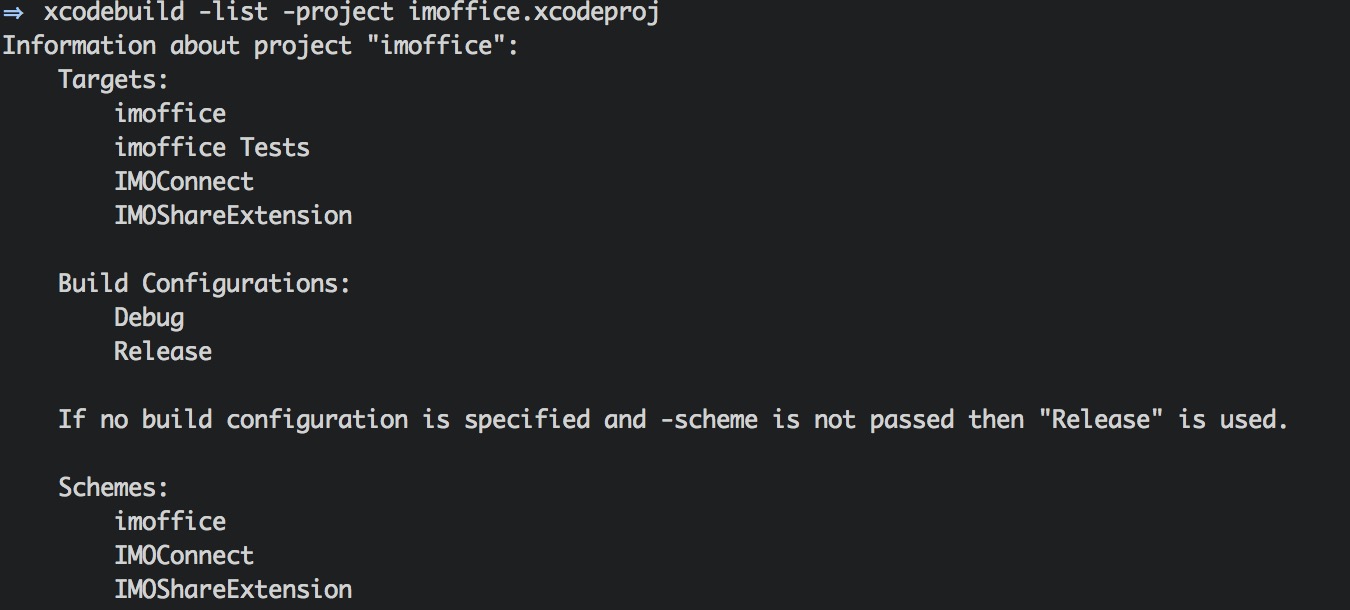 ⇒ xcodebuild -list -project imoffice.xcodeproj
Information about project "imoffice":
Targets:
imoffice
imoffice Tests
IMOConnect
IMOShareExtension
Build Configurations:
Debug
Release
If no build configuration is specified and -scheme is not passed then "Release" is used.
Schemes:
imoffice
IMOConnect
IMOShareExtension